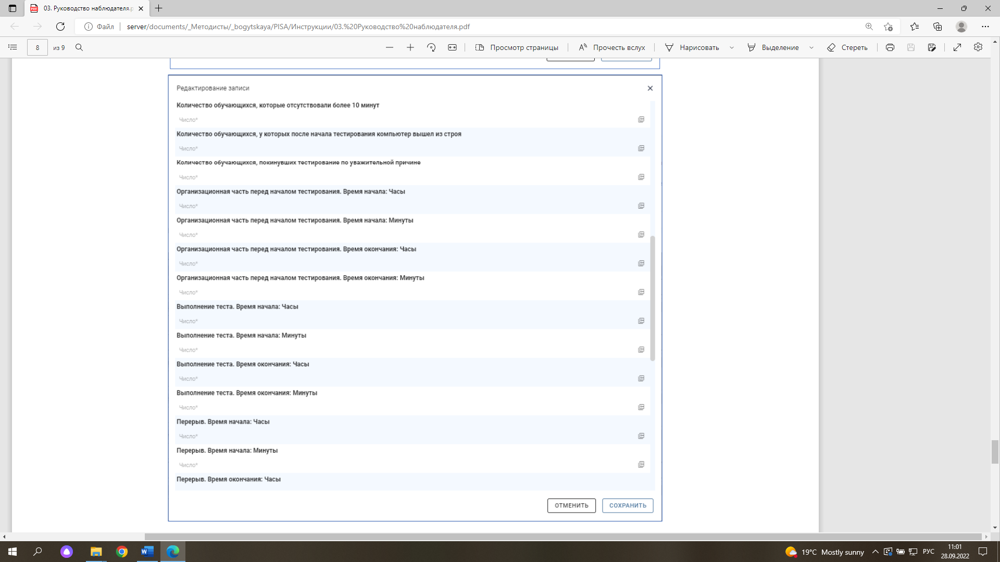 03. Руководство наблюдателя.p
Файл
server/documents/_Методисты/_bogytskaya/PISA/Инструкции/03.%20Руководство%20наблюдателя.pdf
8 из 9
Просмотр страницы
Прочесть вслух
Нарисовать
Выделение
Стереть
Редактирование записи
Количество обучающихся, которые отсутствовали более 10 минут
Число*
Количество обучающихся, у которых после начала тестирования компьютер вышел из строя
Число*
Количество обучающихся, покинувших тестирование по уважительной причине
Число*
Организационная часть перед началом тестирования. Время начала: Часы
Число*
Организационная часть перед началом тестирования. Время начала: Минуты
Число*
Организационная часть перед началом тестирования. Время окончания: Часы
Число*
Организационная часть перед началом тестирования. Время окончания: Минуты
Число*
Выполнение теста. Время начала: Часы
Число*
Выполнение теста. Время начала: Минуты
Число*
Выполнение теста. Время окончания: Часы
Число*
Выполнение теста. Время окончания: Минуты
Число*
Перерыв. Время начала: Часы
Число*
Перерыв. Время начала: Минуты
Число*
Перерыв. Время окончания: Часы
ОТМЕНИТЬ
СОХРАНИТЬ
19°C Mostly sunny
РУС
11:01
28.09.2022